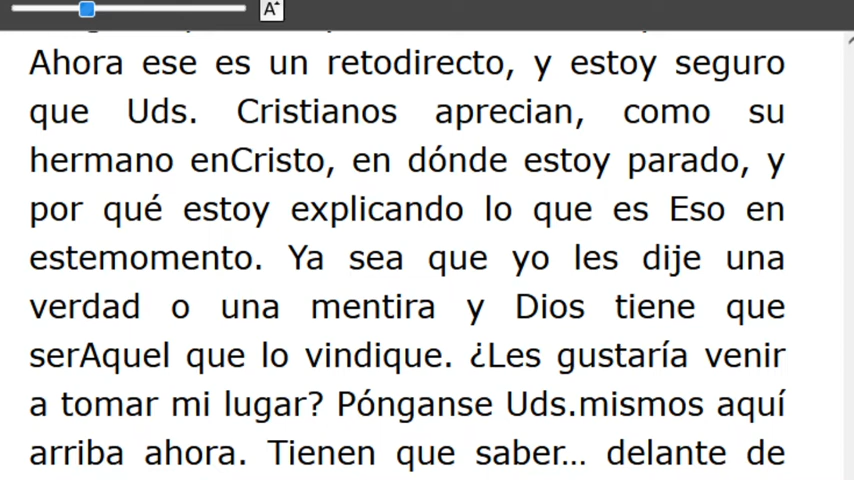 A
Ahora ese es un retodirecto, y estoy seguro
que Uds. Cristianos aprecian, como su
hermano enCristo, en dónde estoy parado, y
por qué estoy explicando lo que es Eso en
estemomento. Ya sea que yo les dije una
verdad o una mentira y Dios tiene que
serAquel que lo vindique. ¿Les gustaría venir
a tomar mi lugar? Pónganse Uds.mismos aquí
arriba ahora. Tienen que saber... delante de